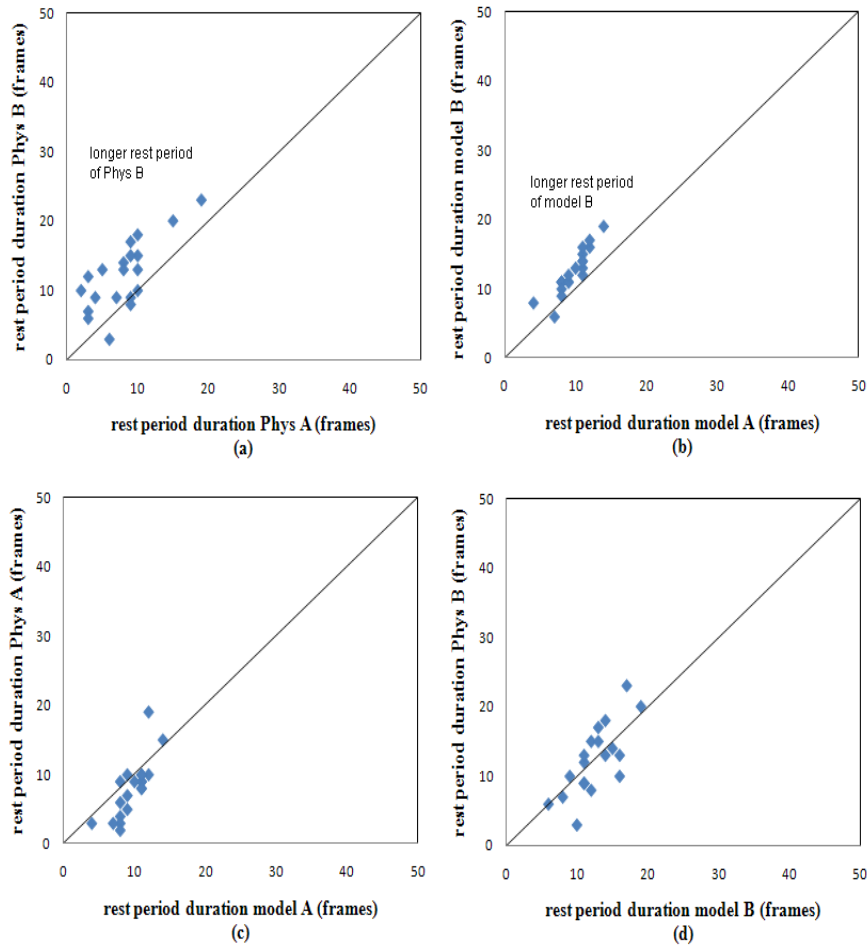 rest period duration Phys B (frames)
50
40
30
20
10
0
longer rest period
of Phys B
0 10 20 30 40 50
rest period duration Phys A (frames)
(a)
rest period duration model B (frames)
50
40
30
20
10
0
longer rest period
of model B
0 10 20 30 40 50
rest period duration model A (frames)
(b)
rest period duration Phys A (frames)
50
40
30
20
10
0
0 10 20 30 40 50
rest period duration model A (frames)
(c)
rest period duration Phys B (frames)
50
40
30
20
10
0
0 10 20 30 40 50
rest period duration model B (frames)
(d)